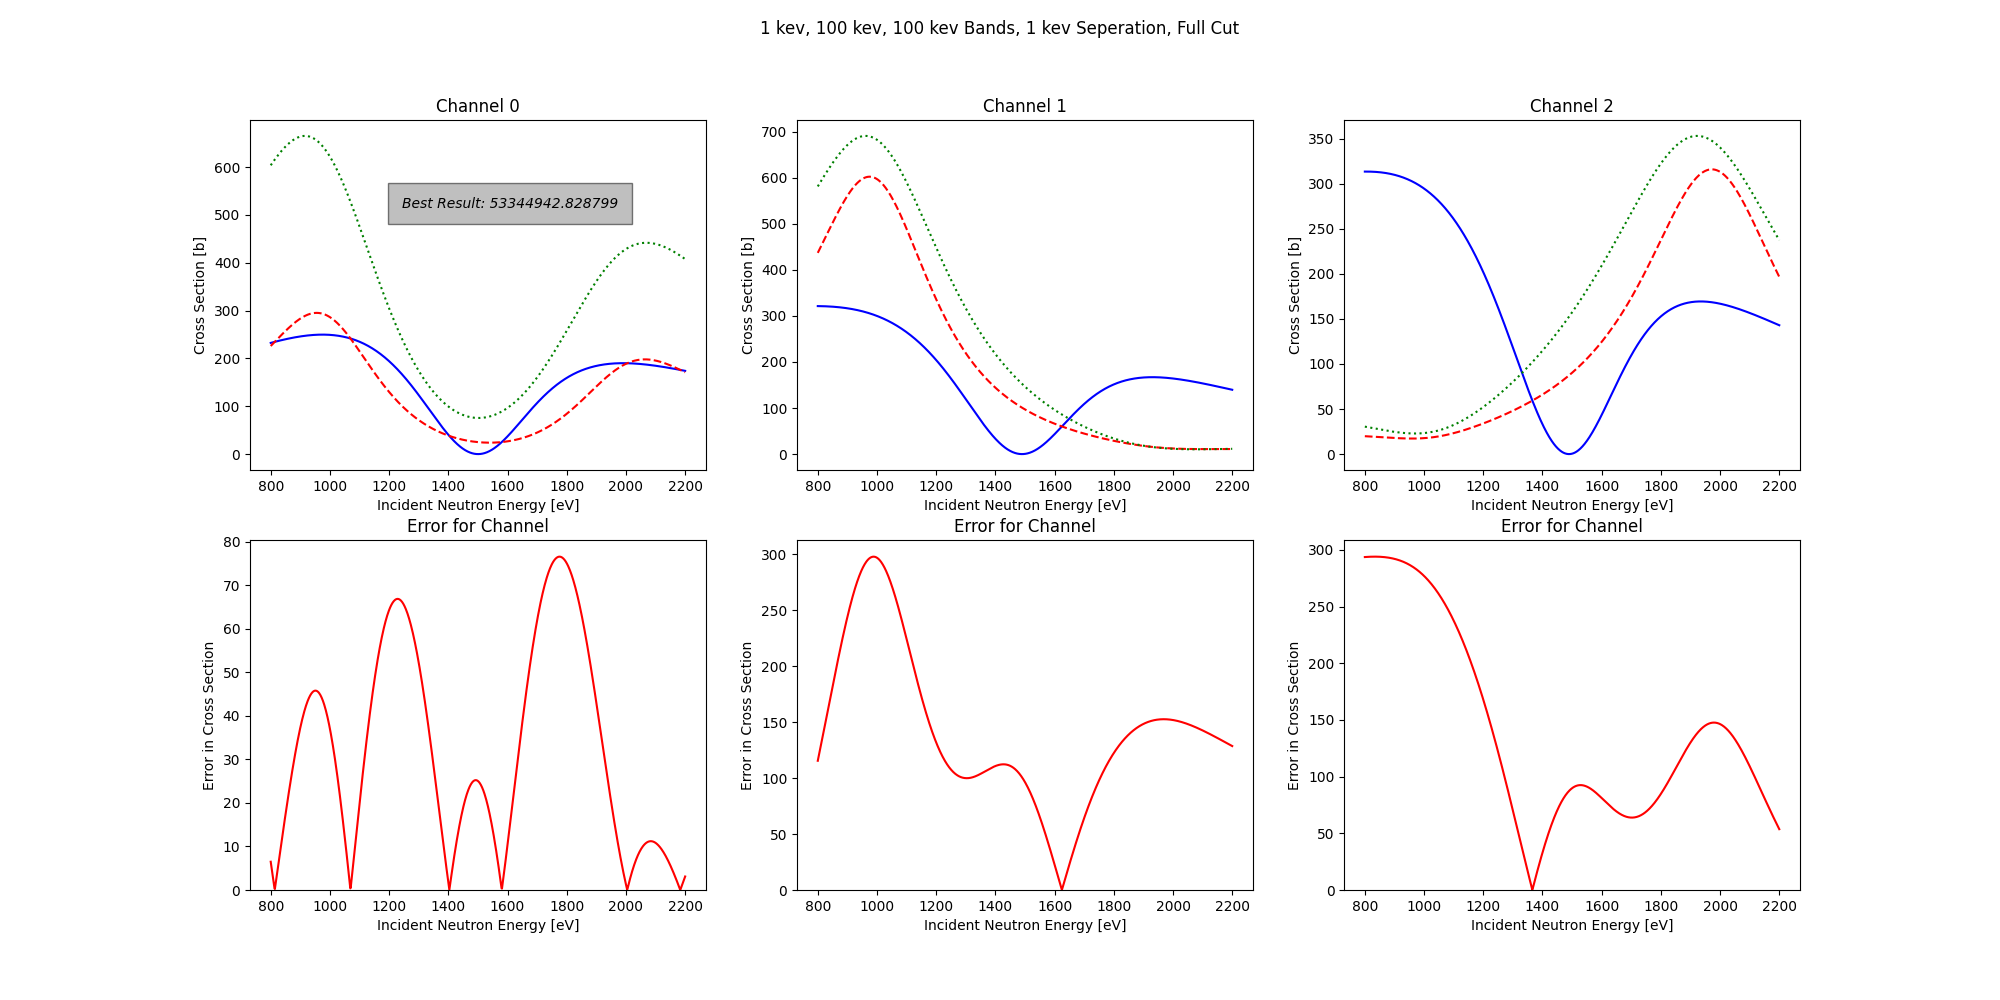 1 kev, 100 kev, 100 kev Bands, 1 kev Seperation, Full Cut
Channel 0
Cross Section [b]
600
500
400
300
200
100
0
Best Result: 53344942.828799
800 1000 1200 1400 1600 1800 2000 2200
Incident Neutron Energy [eV]
Channel 1
Cross Section [b]
700
600
500
400
300
200
100
0
800 1000 1200 1400 1600 1800 2000 2200
Incident Neutron Energy [eV]
Channel 2
Cross Section [b]
350
300
250
200
150
100
50
0
800 1000 1200 1400 1600 1800 2000 2200
Incident Neutron Energy [eV]
Error for Channel
Error in Cross Section
80
70
60
50
40
30
20
10
0
800 1000 1200 1400 1600 1800 2000 2200
Incident Neutron Energy [eV]
Error for Channel
Error in Cross Section
300
250
200
150
100
50
0
800 1000 1200 1400 1600 1800 2000 2200
Incident Neutron Energy [eV]
Error for Channel
Error in Cross Section
300
250
200
150
100
50
0
800 1000 1200 1400 1600 1800 2000 2200
Incident Neutron Energy [eV]